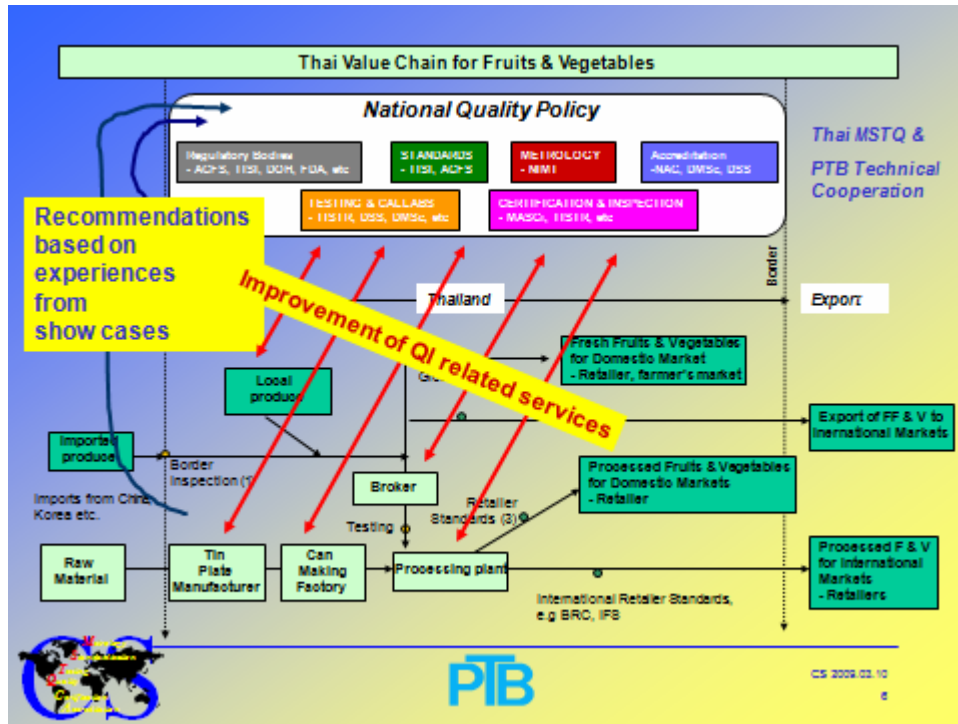 Thai Value Chain for Fruits & Vegetables
National Quality Policy
Thai MSTQ &
PTB Technical
Cooperation
Regulatory Bodies
- ACFS, TISI, DOH, FDA, etc
STANDARDS
- TISI, ACFS
METROLOGY
- NIMT
Accreditation
-NAC, DMSc, DSS
TESTING & CAL LABS
- TISTR, DSS, DMSc, etc
CERTIFICATION & INSPECTION
- MASCI, TISTR, etc
Recommendations
based on
experiences
from
show cases
Improvement of QI related services
Border
Thailand
Export
Fresh Fruits & Vegetables
for Domestic Market
- Retailer, farmer's market
Local
produce
Export of FF & V to
Inernational Markets
Imported
produce
Border
Inspection (1
Imports from China
Korea etc.
Broker
Processed Fruits & Vegetables
for Domestic Markets
- Retailer
Retailer
Standards (3)
Testing
Raw
Material
Tin
Plate
Manufacturer
Can
Making
Factory
Processing plant
Processed F & V
for International
Markets
- Retailers
International Retailer Standards,
e.g BRC, IFS
CS
PTB
CS 2009.03.10
6